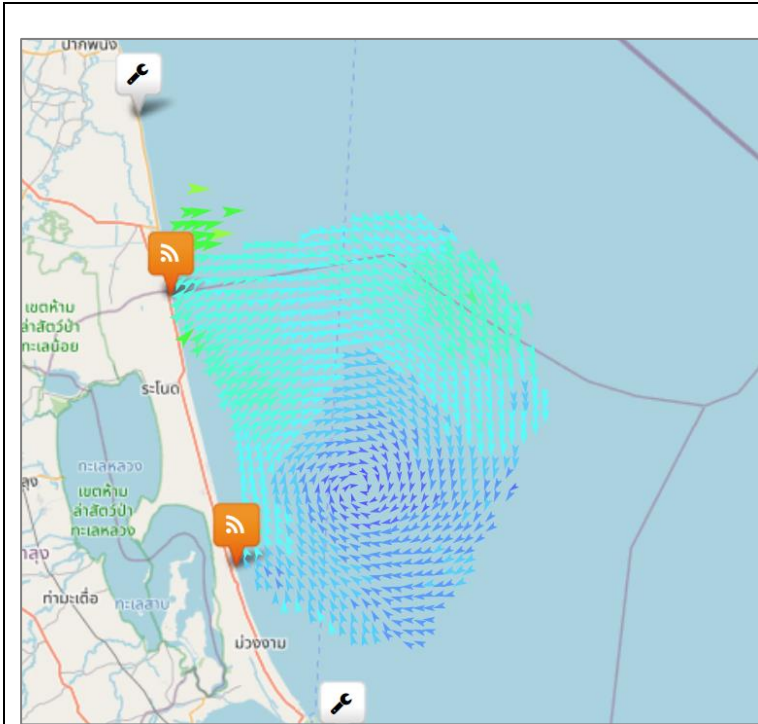 ปากพนัง
เขตห้าม
ล่าสัตว์ป่า
ทะเลน้อย
ระโนด
ทะเลหลวง
เขตห้าม
ล่าสัตว์ป่า
ทะเลหลวง
ท่ามะเดื่อ
ทะเลสาบ
ม่วงงาม